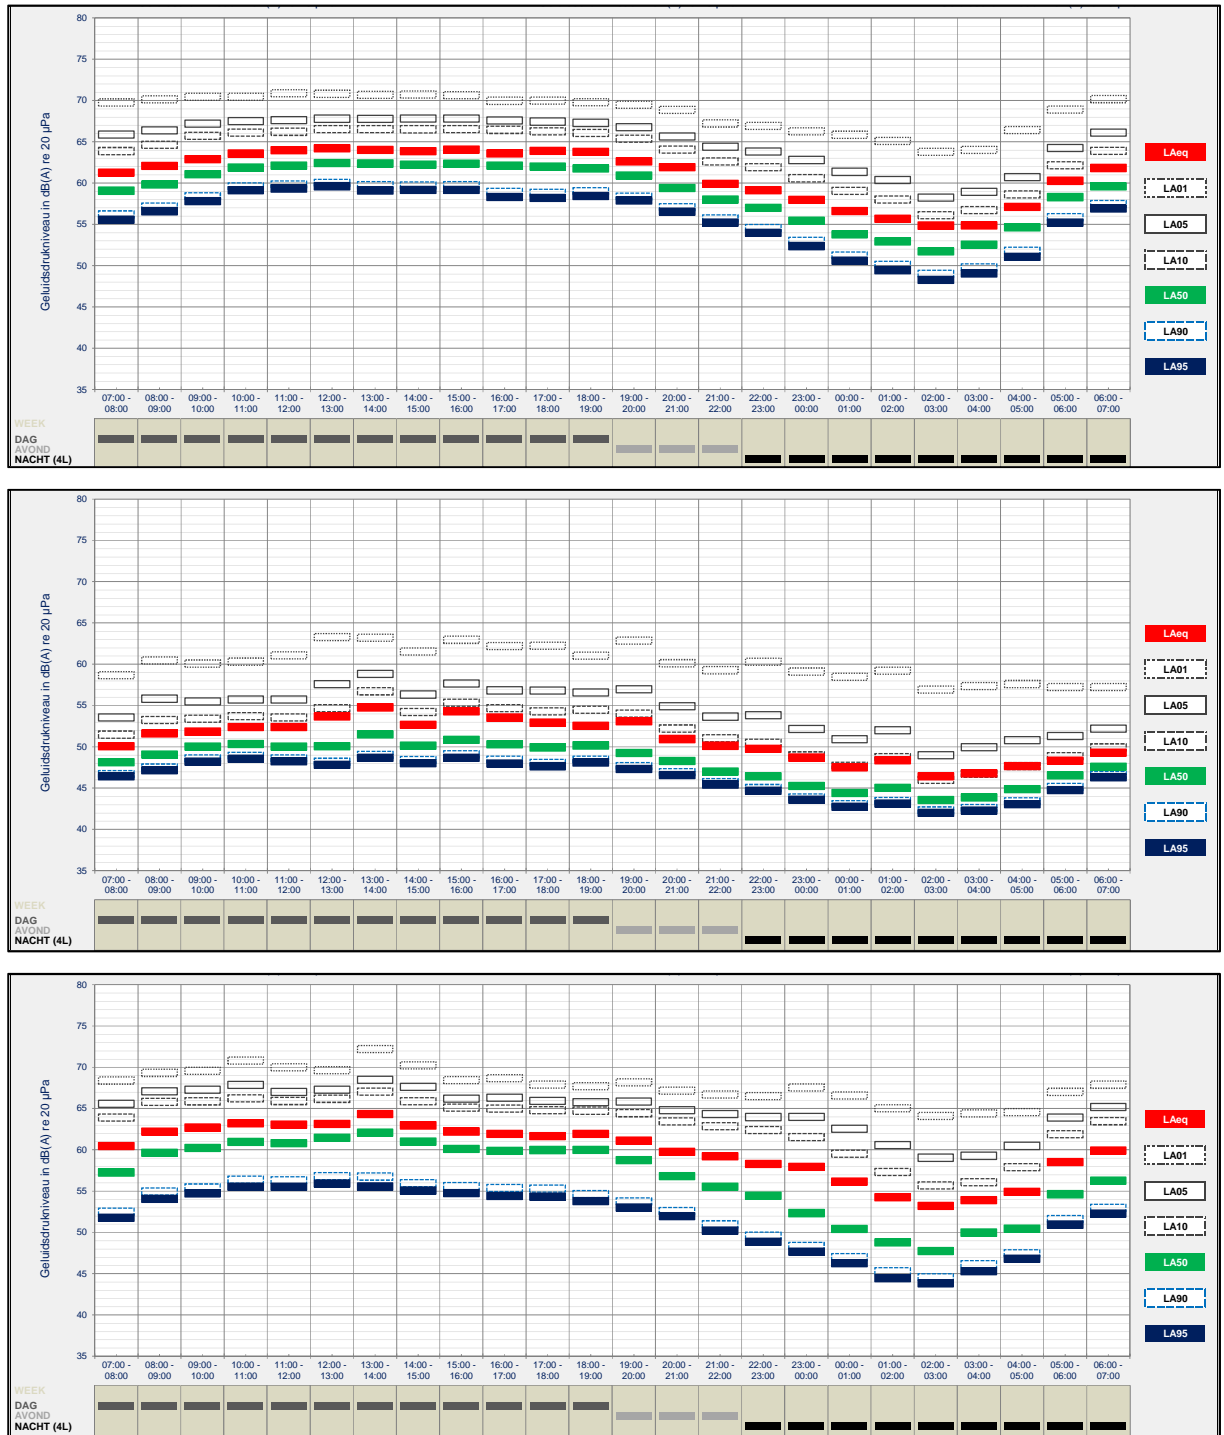 80
75
70
65
60
55
50
45
40
35
Geluidsdrukniveau in dB(A) re 20 µPa
LAeq
LA01
LA05
LA10
LA50
LA90
LA95
07:00 - 08:00 - 09:00 - 10:00 - 11:00 - 12:00 - 13:00 - 14:00 - 15:00 - 16:00 - 17:00 - 18:00 - 19:00 - 20:00 - 21:00 - 22:00 - 23:00 - 00:00 - 01:00 - 02:00 - 03:00 - 04:00 - 05:00 - 06:00 -
08:00 09:00 10:00 11:00 12:00 13:00 14:00 15:00 16:00 17:00 18:00 19:00 20:00 21:00 22:00 23:00 00:00 01:00 02:00 03:00 04:00 05:00 06:00 07:00
WEEK
DAG
AVOND
NACHT (4L)
80
75
70
65
60
55
50
45
40
35
Geluidsdrukniveau in dB(A) re 20 µPa
LAeq
LA01
LA05
LA10
LA50
LA90
LA95
07:00 - 08:00 - 09:00 - 10:00 - 11:00 - 12:00 - 13:00 - 14:00 - 15:00 - 16:00 - 17:00 - 18:00 - 19:00 - 20:00 - 21:00 - 22:00 - 23:00 - 00:00 - 01:00 - 02:00 - 03:00 - 04:00 - 05:00 - 06:00 -
08:00 09:00 10:00 11:00 12:00 13:00 14:00 15:00 16:00 17:00 18:00 19:00 20:00 21:00 22:00 23:00 00:00 01:00 02:00 03:00 04:00 05:00 06:00 07:00
WEEK
DAG
AVOND
NACHT (4L)
80
75
70
65
60
55
50
45
40
35
Geluidsdrukniveau in dB(A) re 20 µPa
LAeq
LA01
LA05
LA10
LA50
LA90
LA95
07:00 - 08:00 - 09:00 - 10:00 - 11:00 - 12:00 - 13:00 - 14:00 - 15:00 - 16:00 - 17:00 - 18:00 - 19:00 - 20:00 - 21:00 - 22:00 - 23:00 - 00:00 - 01:00 - 02:00 - 03:00 - 04:00 - 05:00 - 06:00 -
08:00 09:00 10:00 11:00 12:00 13:00 14:00 15:00 16:00 17:00 18:00 19:00 20:00 21:00 22:00 23:00 00:00 01:00 02:00 03:00 04:00 05:00 06:00 07:00
WEEK
DAG
AVOND
NACHT (4L)